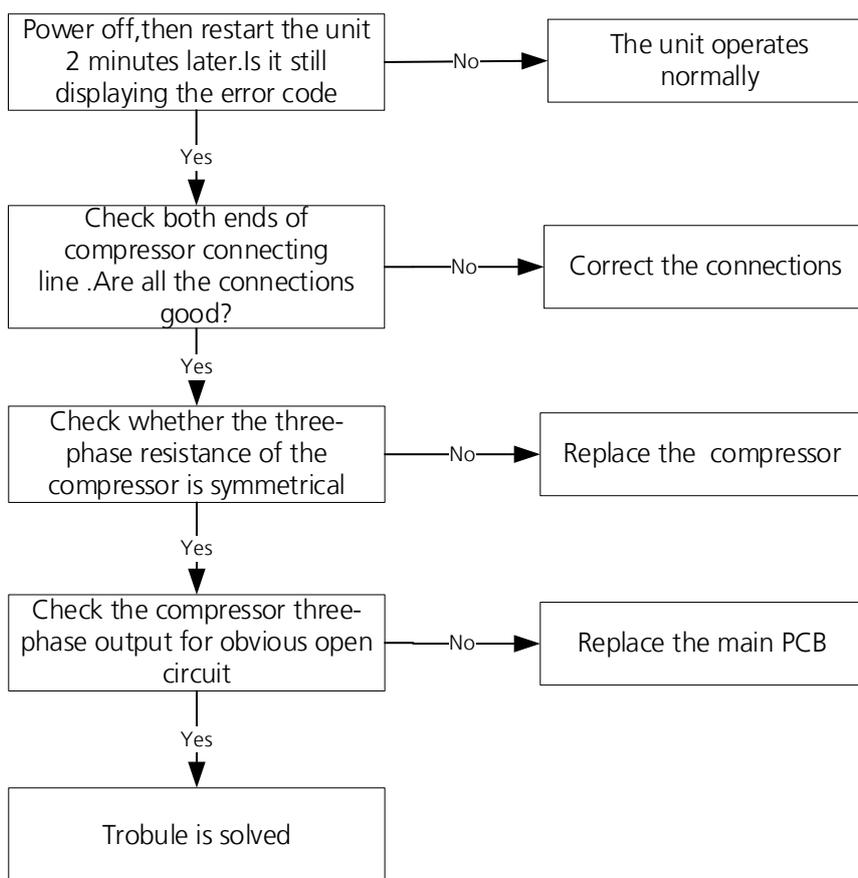 Power off,then restart the unit
2 minutes later.Is it still
displaying the error code
No
The unit operates
normally
Yes
Check both ends of
compressor connecting
line .Are all the connections
good?
No
Correct the connections
Yes
Check whether the three-
phase resistance of the
compressor is symmetrical
No
Replace the  compressor
Yes
Check the compressor three-
phase output for obvious open
circuit
No
Replace the main PCB
Yes
Trobule is solved